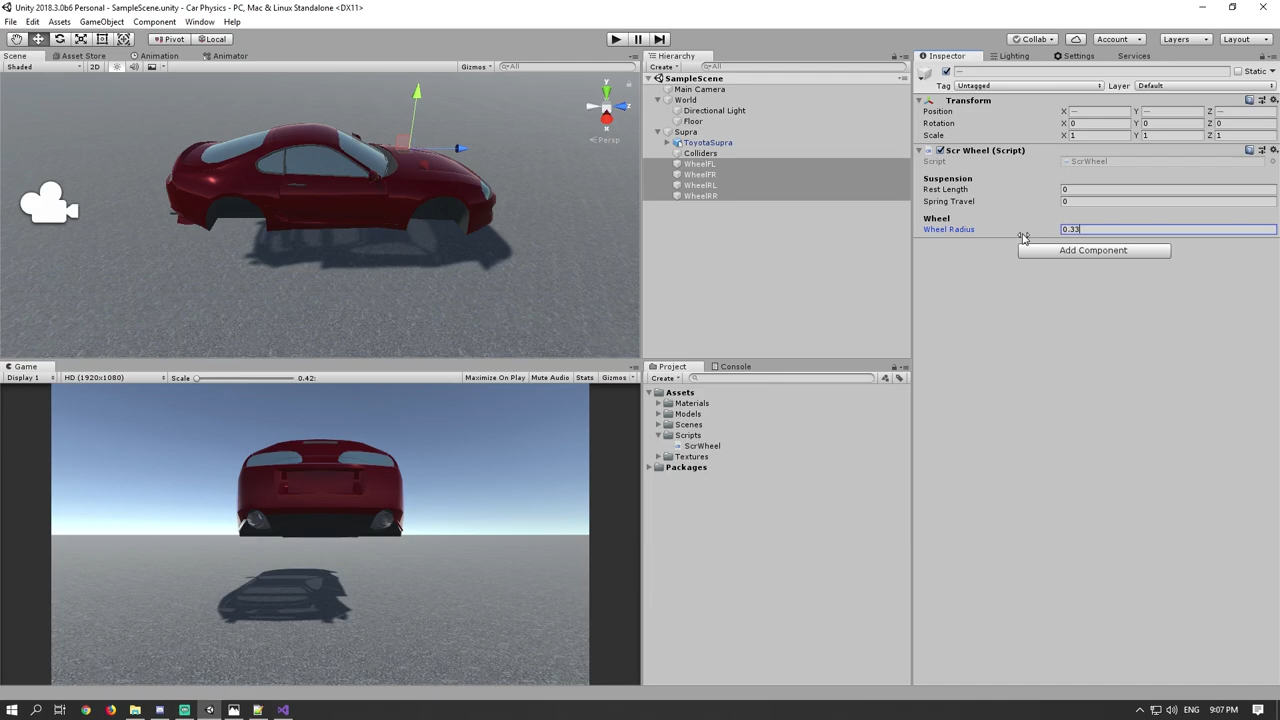 Unity 2018.3.0b6 Personal - SampleScene.unity - Car Physics - PC, Mac & Linux Standalone <DX11>
File Edit Assets GameObject Component Window Help
Pivot Local Collab Account Layers Layout
Scene Asset Store Animation Animator
Shaded 2D Gizmos All
y
z
x
Persp
Hierarchy
Create All
SampleScene
Main Camera
World
Directional Light
Floor
Supra
ToyotaSupra
Colliders
WheelFL
WheelFR
WheelRL
WheelRR
Inspector Lighting Settings Services
— Static
Tag Untagged Layer Default
Transform
Position X — Y — Z —
Rotation X 0 Y 0 Z 0
Scale X 1 Y 1 Z 1
Scr Wheel (Script)
Script — ScrWheel
Suspension
Rest Length 0
Spring Travel 0
Wheel
Wheel Radius 0.33
Add Component
Game
Display 1 HD (1920x1080) Scale 0.42: Maximize On Play Mute Audio Stats Gizmos
Project Console
Create
Assets
Materials
Models
Scenes
Scripts
ScrWheel
Textures
Packages
ENG 9:07 PM